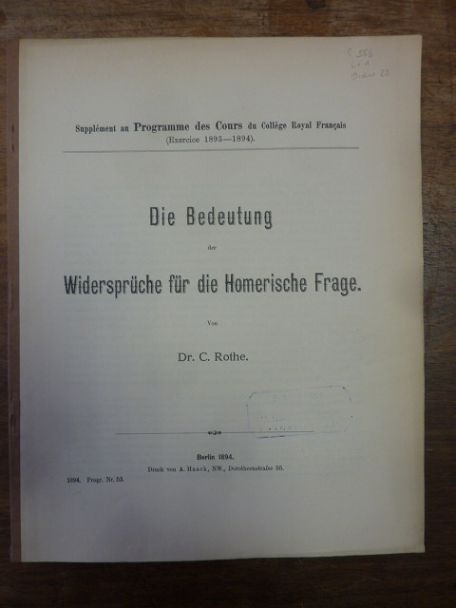 Supplément au Programme des Cours du Collège Royal Français
(Exercice 1893—1894).
Die Bedeutung
der
Widersprüche für die Homerische Frage.
Von
Dr. C. Rothe.
Berlin 1894.
Druck von A. Haack, NW., Dorotheenstraße 55.
1894. Progr. Nr. 53.